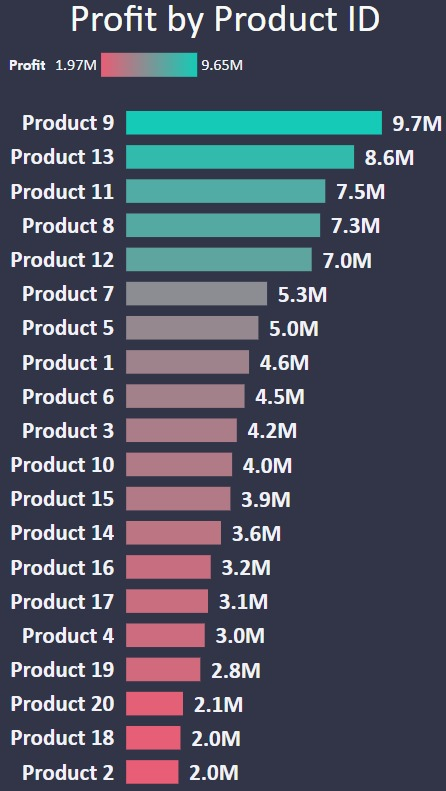 Profit by Product ID
Profit 1.97M 9.65M
Product 9 9.7M
Product 13 8.6M
Product 11 7.5M
Product 8 7.3M
Product 12 7.0M
Product 7 5.3M
Product 5 5.0M
Product 1 4.6M
Product 6 4.5M
Product 3 4.2M
Product 10 4.0M
Product 15 3.9M
Product 14 3.6M
Product 16 3.2M
Product 17 3.1M
Product 4 3.0M
Product 19 2.8M
Product 20 2.1M
Product 18 2.0M
Product 2 2.0M